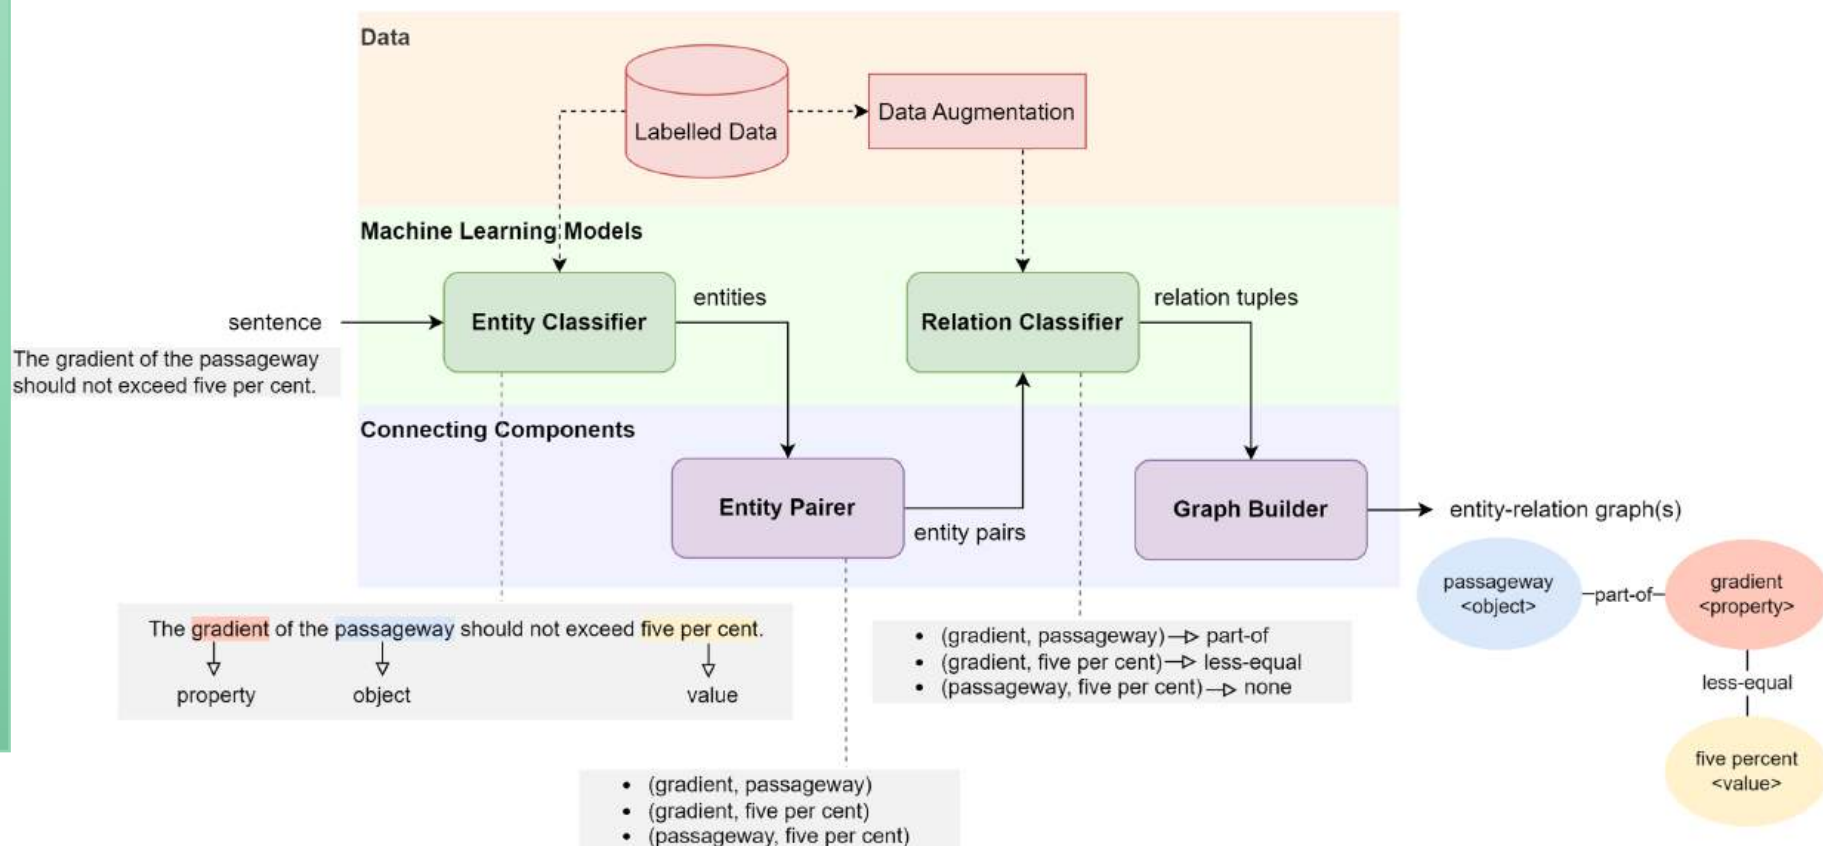 Data
Labelled Data
Data Augmentation
Machine Learning Models
sentence
The gradient of the passageway
should not exceed five per cent.
Entity Classifier
entities
Relation Classifier
relation tuples
Connecting Components
Entity Pairer
entity pairs
Graph Builder
entity-relation graph(s)
The gradient of the passageway should not exceed five per cent.
property
object
value
• (gradient, passageway)
• (gradient, five per cent)
• (passageway, five per cent)
• (gradient, passageway) part-of
• (gradient, five per cent) less-equal
• (passageway, five per cent) none
passageway
<object>
part-of
gradient
<property>
less-equal
five percent
<value>